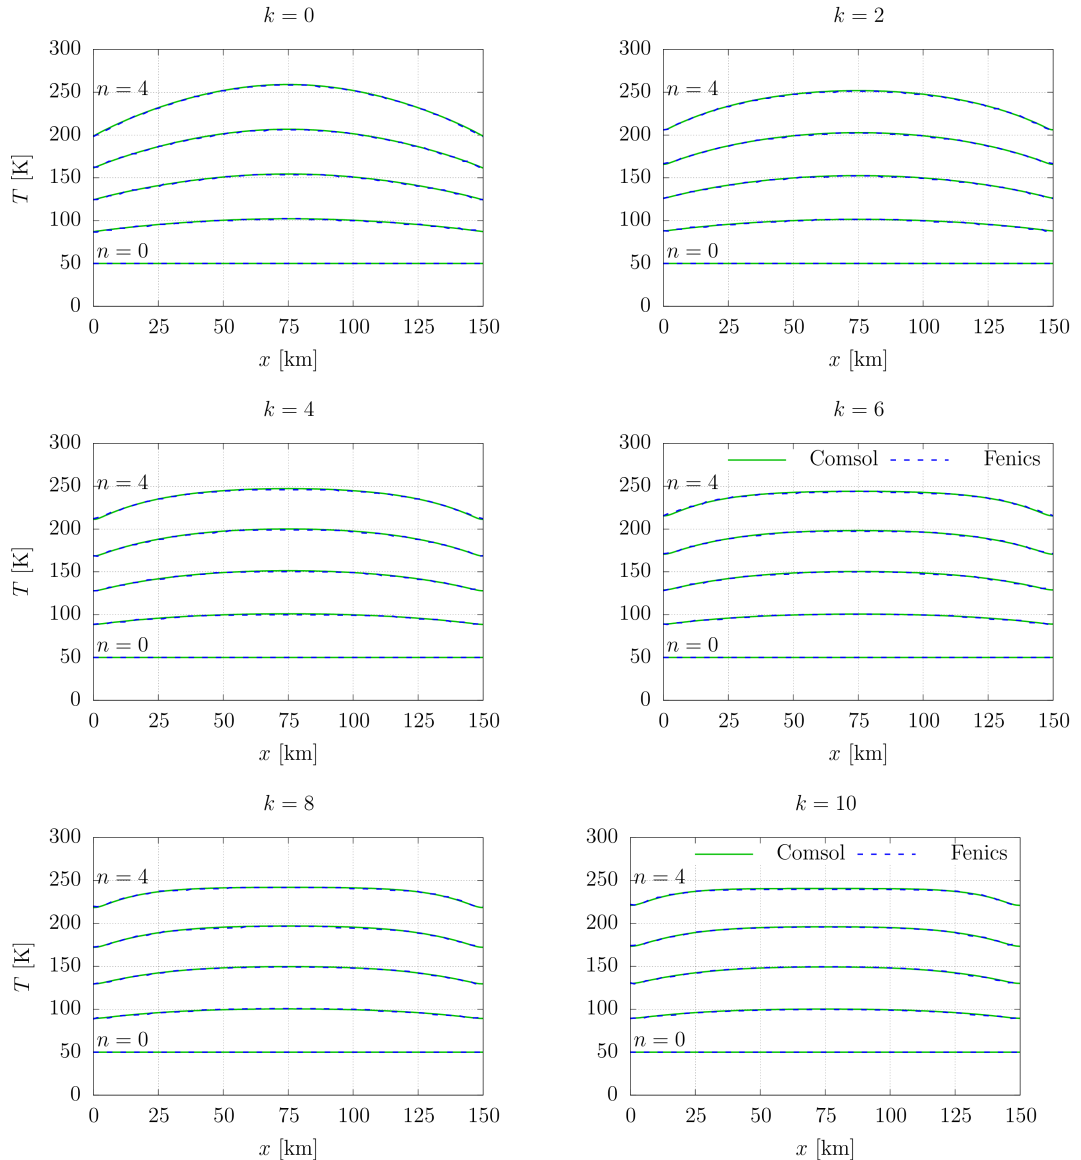 k = 0
300
250
200
150
100
50
0
T [K]
n = 4
n = 0
0 25 50 75 100 125 150
x [km]
k = 2
300
250
200
150
100
50
0
n = 4
n = 0
0 25 50 75 100 125 150
x [km]
k = 4
300
250
200
150
100
50
0
T [K]
n = 4
n = 0
0 25 50 75 100 125 150
x [km]
k = 6
Comsol Fenics
300
250
200
150
100
50
0
n = 4
n = 0
0 25 50 75 100 125 150
x [km]
k = 8
300
250
200
150
100
50
0
T [K]
n = 4
n = 0
0 25 50 75 100 125 150
x [km]
k = 10
Comsol Fenics
300
250
200
150
100
50
0
n = 4
n = 0
0 25 50 75 100 125 150
x [km]